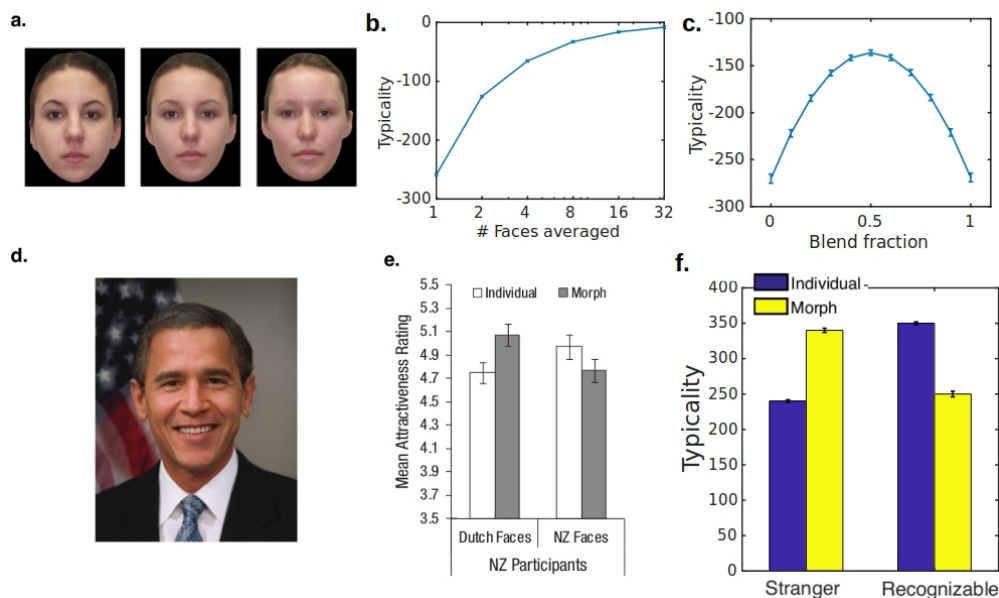 a.
b.
Typicality
0
-100
-200
-300
1 2 4 8 16 32
# Faces averaged
c.
Typicality
-100
-150
-200
-250
-300
0 0.5 1
Blend fraction
d.
e.
Mean Attractiveness Rating
5.5
5.3
5.1
4.9
4.7
4.5
4.3
4.1
3.9
3.7
3.5
Individual Morph
Dutch Faces NZ Faces
NZ Participants
f.
Typicality
400
350
300
250
200
150
100
50
0
Individual
Morph
Stranger Recognizable